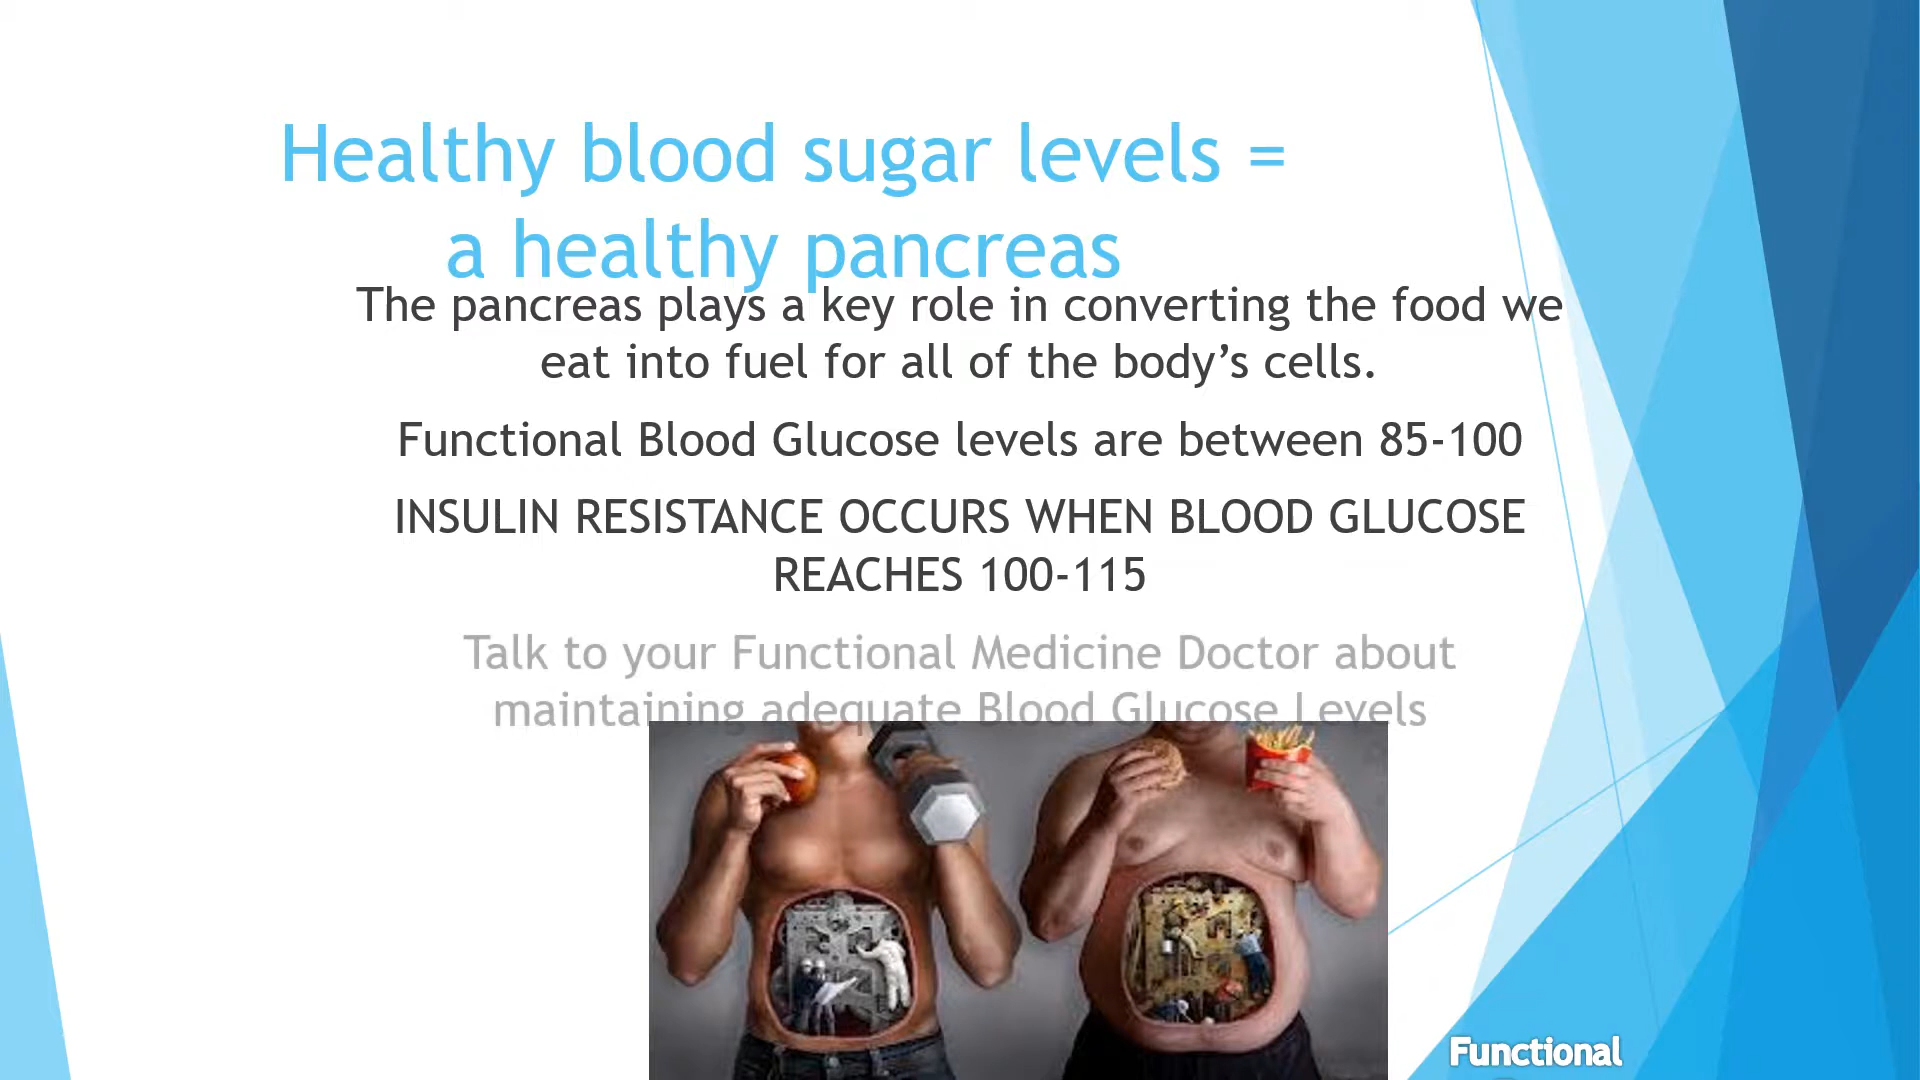 Healthy blood sugar levels =
a healthy pancreas
The pancreas plays a key role in converting the food we
eat into fuel for all of the body’s cells.
Functional Blood Glucose levels are between 85-100
INSULIN RESISTANCE OCCURS WHEN BLOOD GLUCOSE
REACHES 100-115
Talk to your Functional Medicine Doctor about
maintaining adequate Blood Glucose Levels
Functional